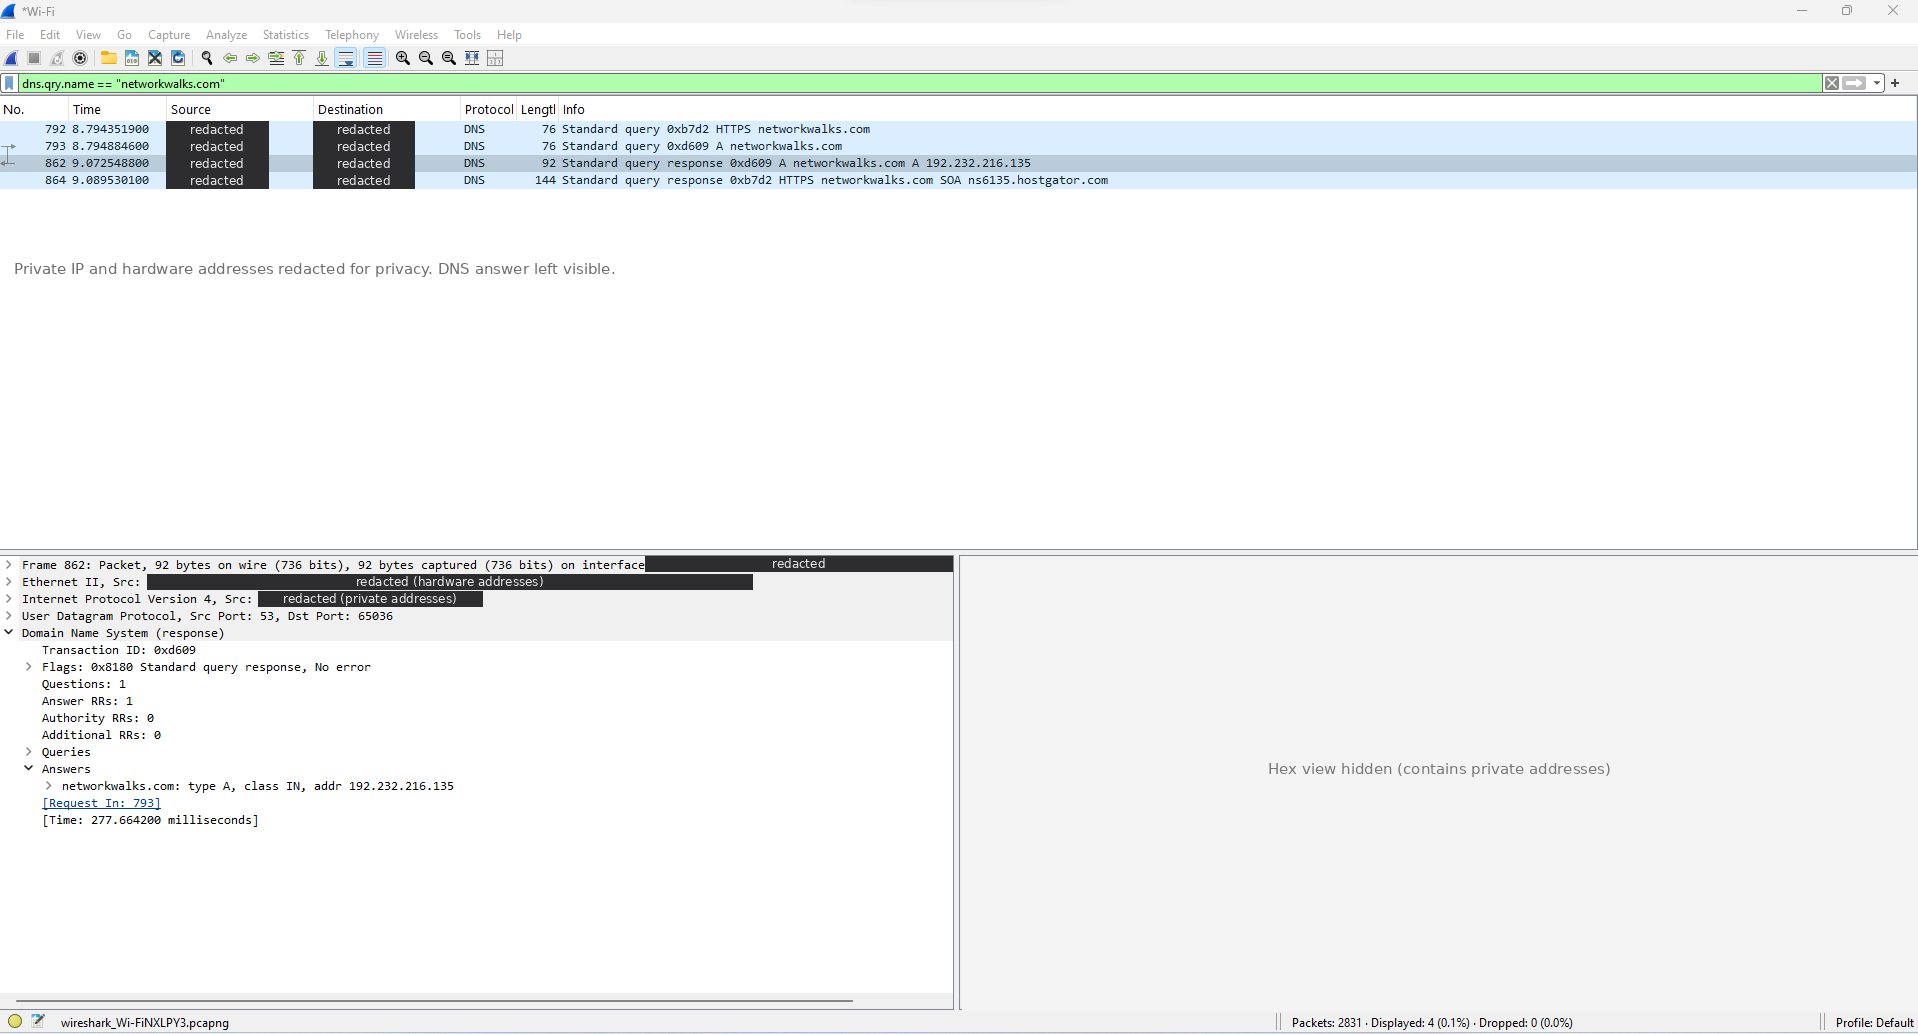 *Wi-Fi
File Edit View Go Capture Analyze Statistics Telephony Wireless Tools Help
dns.qry.name == "networkwalks.com"
No. Time Source Destination Protocol Lengtl Info
792 8.794351900 redacted redacted DNS 76 Standard query 0xb7d2 HTTPS networkwalks.com
793 8.794884600 redacted redacted DNS 76 Standard query 0xd609 A networkwalks.com
862 9.072548800 redacted redacted DNS 92 Standard query response 0xd609 A networkwalks.com A 192.232.216.135
864 9.089530100 redacted redacted DNS 144 Standard query response 0xb7d2 HTTPS networkwalks.com SOA ns6135.hostgator.com
Private IP and hardware addresses redacted for privacy. DNS answer left visible.
Frame 862: Packet, 92 bytes on wire (736 bits), 92 bytes captured (736 bits) on interface redacted
Ethernet II, Src: redacted (hardware addresses)
Internet Protocol Version 4, Src: redacted (private addresses)
User Datagram Protocol, Src Port: 53, Dst Port: 65036
Domain Name System (response)
Transaction ID: 0xd609
Flags: 0x8180 Standard query response, No error
Questions: 1
Answer RRs: 1
Authority RRs: 0
Additional RRs: 0
Queries
Answers
networkwalks.com: type A, class IN, addr 192.232.216.135
[Request In: 793]
[Time: 277.664200 milliseconds]
Hex view hidden (contains private addresses)
wireshark_Wi-FiNXLPY3.pcapng
Packets: 2831 · Displayed: 4 (0.1%) · Dropped: 0 (0.0%)
Profile: Default